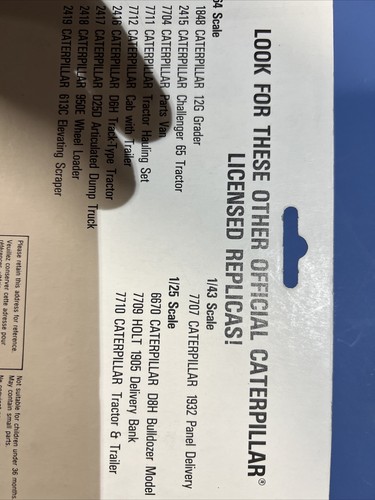 LOOK FOR THESE OTHER OFFICIAL CATERPILLAR®
LICENSED REPLICAS!
64 Scale
1848 CATERPILLAR 12G Grader
2415 CATERPILLAR Challenger 65 Tractor
7704 CATERPILLAR Parts Van
7711 CATERPILLAR Tractor Hauling Set
7712 CATERPILLAR Cab with Trailer
2416 CATERPILLAR D6H Track-Type Tractor
2417 CATERPILLAR D25D Articulated Dump Truck
2418 CATERPILLAR 950E Wheel Loader
2419 CATERPILLAR 613C Elevating Scraper
1/43 Scale
7707 CATERPILLAR 1932 Panel Delivery
1/25 Scale
6670 CATERPILLAR D8H Bulldozer Model
7709 HOLT 1905 Delivery Bank
7710 CATERPILLAR Tractor & Trailer
Please retain this address for reference.
Veuillez conserver cette adresse pour
Not suitable for children under 36 months.
May contain small parts.